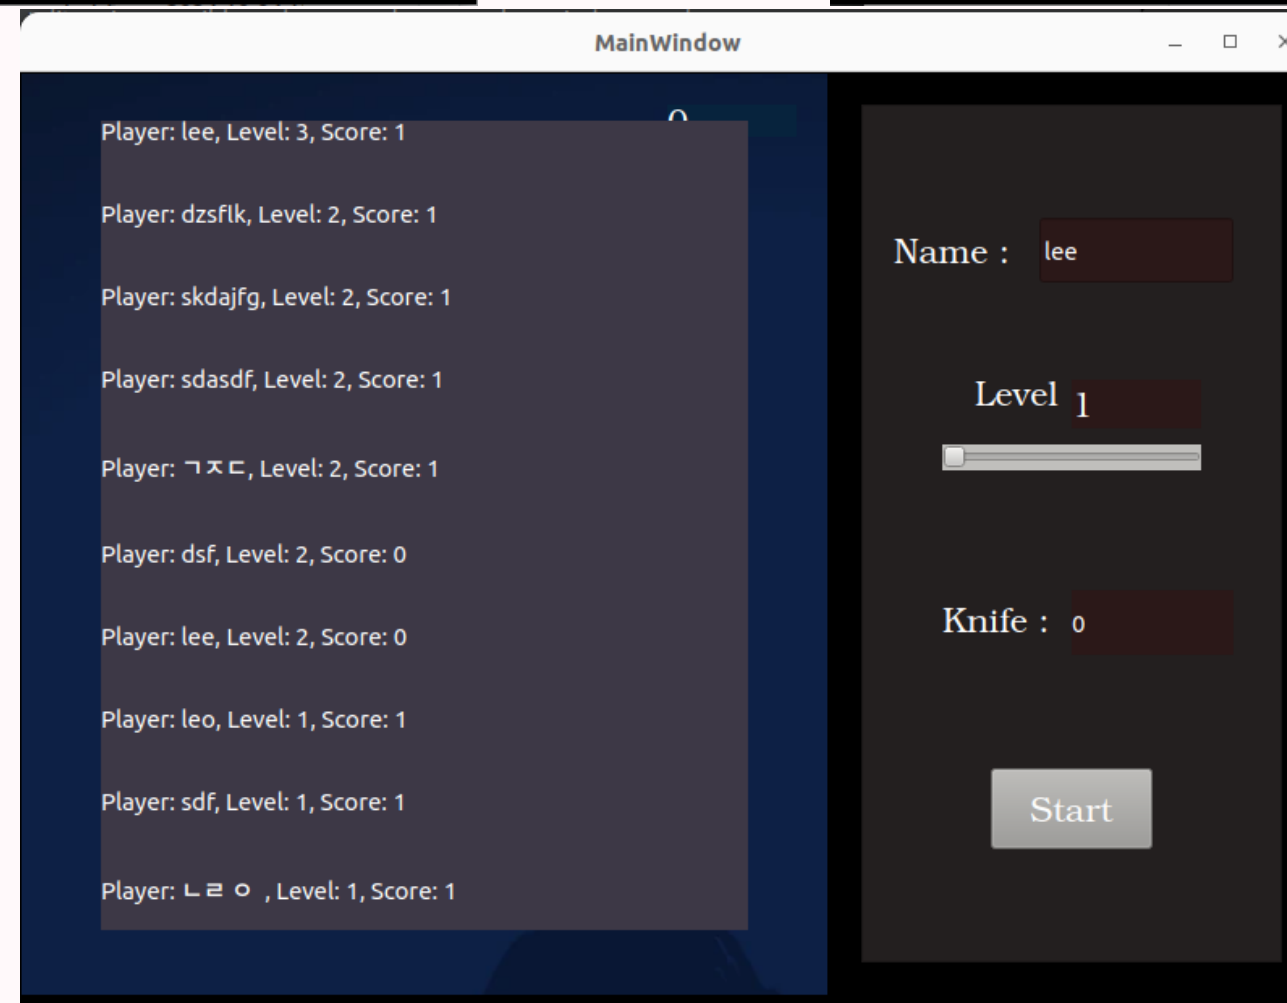 MainWindow
Player: lee, Level: 3, Score: 1
Player: dzsflk, Level: 2, Score: 1
Player: skdajfg, Level: 2, Score: 1
Player: sdasdf, Level: 2, Score: 1
Player: ㄱㅈㄷ, Level: 2, Score: 1
Player: dsf, Level: 2, Score: 0
Player: lee, Level: 2, Score: 0
Player: leo, Level: 1, Score: 1
Player: sdf, Level: 1, Score: 1
Player: ㄴㄹㅇ , Level: 1, Score: 1
Name : lee
Level 1
Knife : 0
Start